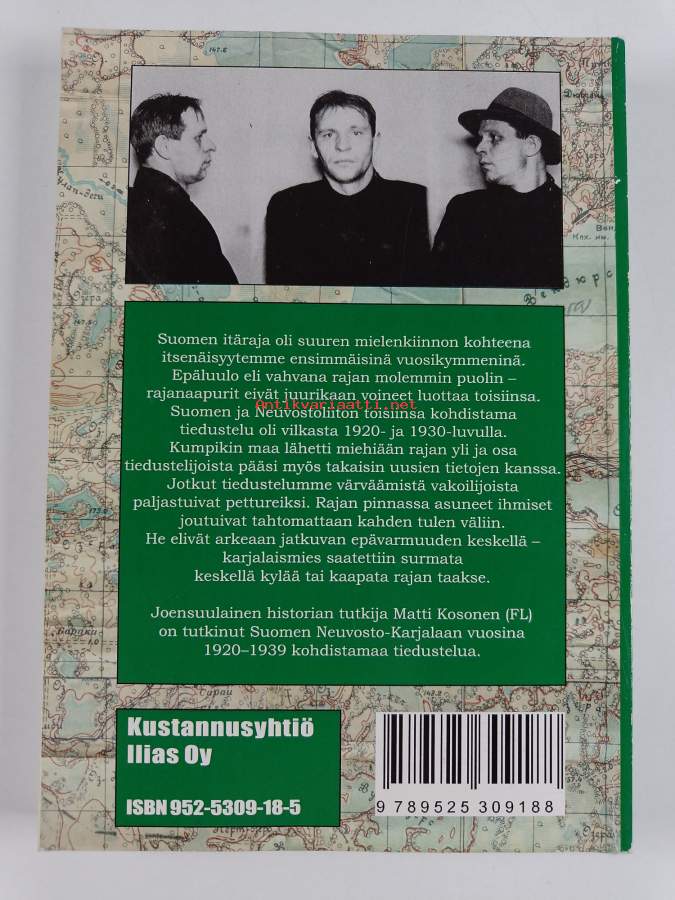 147.6
Suomen itäraja oli suuren mielenkiinnon kohteena
itsenäisyytemme ensimmäisinä vuosikymmeninä.
Epäluulo eli vahvana rajan molemmin puolin –
rajanaapurit eivät juurikaan voineet luottaa toisiinsa.
Antikvariaatti.net
Suomen ja Neuvostoliiton toisiinsa kohdistama
tiedustelu oli vilkasta 1920- ja 1930-luvulla.
Kumpikin maa lähetti miehiään rajan yli ja osa
tiedustelijoista pääsi myös takaisin uusien tietojen kanssa.
Jotkut tiedustelumme värväämistä vakoilijoista
paljastuivat pettureiksi. Rajan pinnassa asuneet ihmiset
joutuivat tahtomattaan kahden tulen väliin.
He elivät arkeaan jatkuvan epävarmuuden keskellä –
karjalaismies saatettiin surmata
keskellä kylää tai kaapata rajan taakse.
Joensuulainen historian tutkija Matti Kosonen (FL)
on tutkinut Suomen Neuvosto-Karjalaan vuosina
1920–1939 kohdistamaa tiedustelua.
Kustannusyhtiö
Ilias Oy
ISBN 952-5309-18-5
9 789525 309188